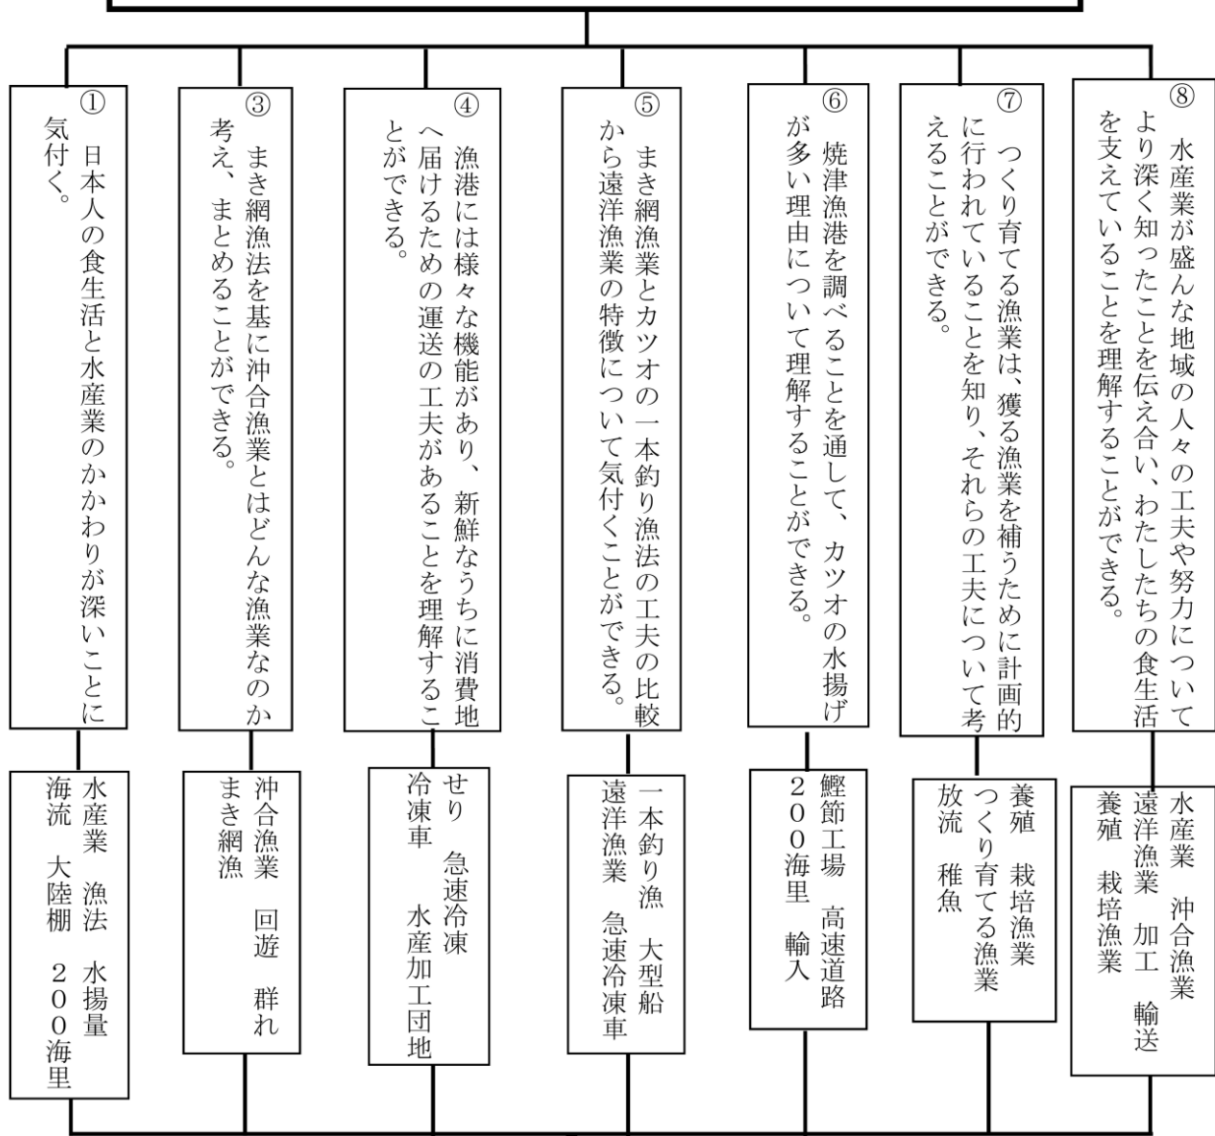 ⑧　水産業が盛んな地域の人々の工夫や努力について
より深く知ったことを伝え合い、わたしたちの食生活
を支えていることを理解することができる。
⑦　つくり育てる漁業は、獲る漁業を補うために計画的
に行われていることを知り、それらの工夫について考
えることができる。
⑥　焼津漁港を調べることを通して、カツオの水揚げ
が多い理由について理解することができる。
⑤　まき網漁業とカツオの一本釣り漁法の工夫の比較
から遠洋漁業の特徴について気付くことができる。
④　漁港には様々な機能があり、新鮮なうちに消費地
へ届けるための運送の工夫があることを理解するこ
とができる。
③　まき網漁法を基に沖合漁業とはどんな漁業なのか
考え、まとめることができる。
①　日本人の食生活と水産業のかかわりが深いことに
気付く。
水産業　沖合漁業
遠洋漁業　加工　輸送
養殖　栽培漁業
養殖　栽培漁業
つくり育てる漁業
放流　稚魚
鰹節工場　高速道路
２００海里　輸入
一本釣り漁　大型船
遠洋漁業　急速冷凍車
せり　急速冷凍
冷凍車　水産加工団地
沖合漁業　回遊　群れ
まき網漁
水産業　漁法　水揚量
海流　大陸棚　２００海里